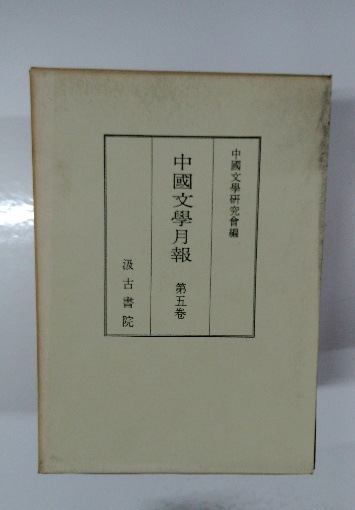 中國文學研究會編
中國文學月報 第五卷
汲古書院